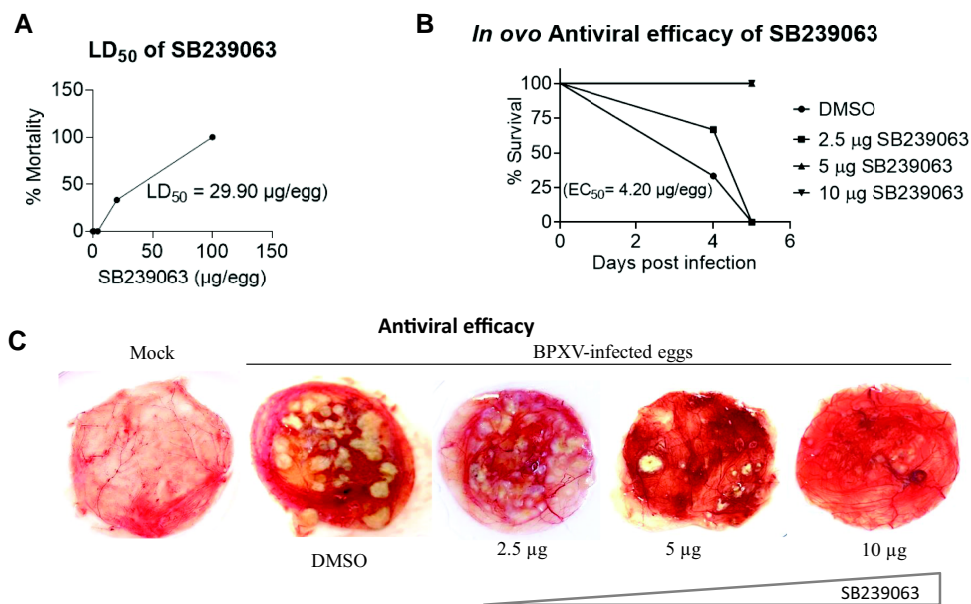 A
LD50 of SB239063
150
100
50
0
% Mortality
LD50 = 29.90 µg/egg)
0 50 100 150
SB239063 (µg/egg)
B
In ovo Antiviral efficacy of SB239063
100
75
50
25
0
% Survival
(EC50= 4.20 µg/egg)
0 2 4 6
Days post infection
DMSO
2.5 µg SB239063
5 µg SB239063
10 µg SB239063
C
Antiviral efficacy
Mock
BPXV-infected eggs
DMSO
2.5 µg
5 µg
10 µg
SB239063